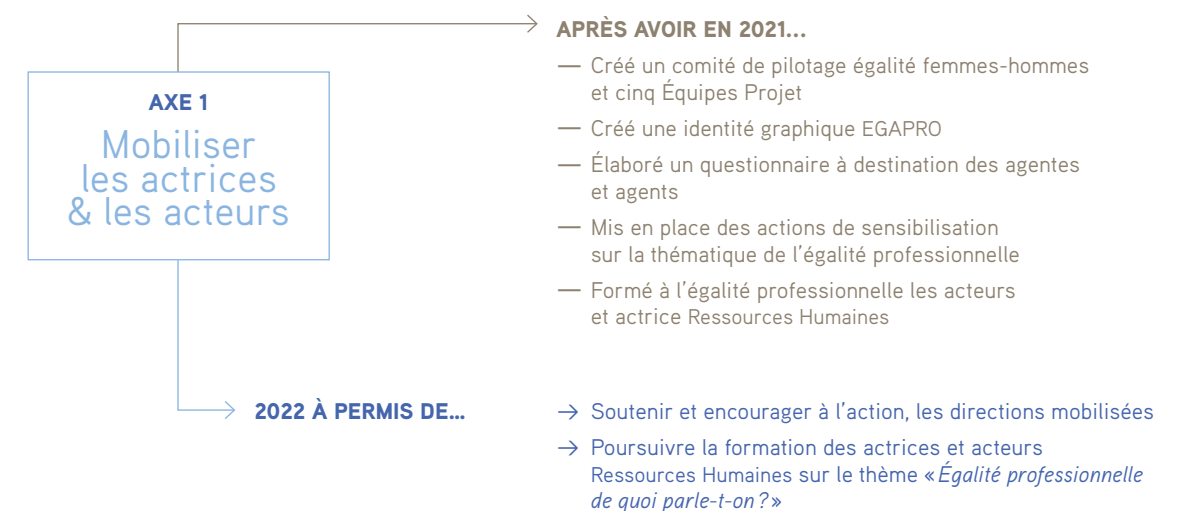 APRÈS AVOIR EN 2021...
— Créé un comité de pilotage égalité femmes-hommes
et cinq Équipes Projet
— Créé une identité graphique EGAPRO
— Élaboré un questionnaire à destination des agentes
et agents
— Mis en place des actions de sensibilisation
sur la thématique de l'égalité professionnelle
— Formé à l'égalité professionnelle les acteurs
et actrice Ressources Humaines
AXE 1
Mobiliser
les actrices
& les acteurs
2022 À PERMIS DE...
→ Soutenir et encourager à l'action, les directions mobilisées
→ Poursuivre la formation des actrices et acteurs
Ressources Humaines sur le thème «Égalité professionnelle
de quoi parle-t-on ?»